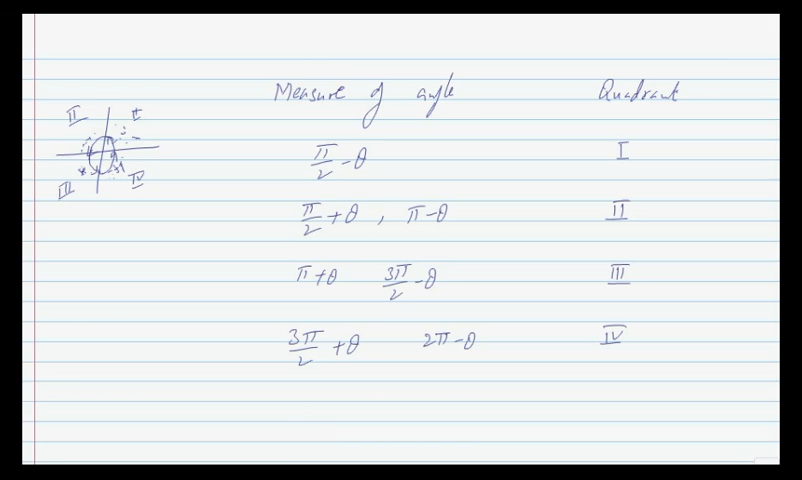 Measure of angle Quadrant
II I
π/2 - θ I
III IV
π/2 + θ , π - θ II
π + θ 3π/2 - θ III
3π/2 + θ 2π - θ IV